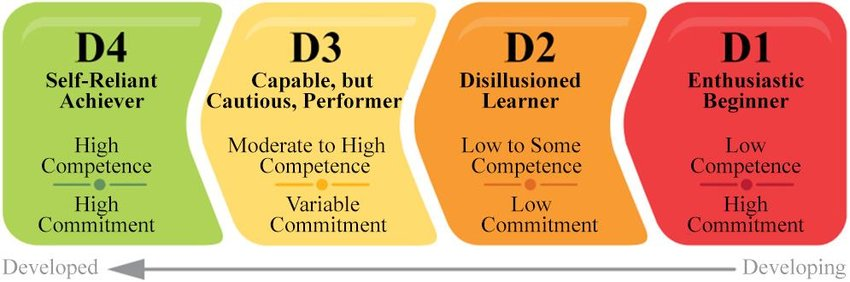 D4
Self-Reliant
Achiever
High
Competence
High
Commitment
D3
Capable, but
Cautious, Performer
Moderate to High
Competence
Variable
Commitment
D2
Disillusioned
Learner
Low to Some
Competence
Low
Commitment
D1
Enthusiastic
Beginner
Low
Competence
High
Commitment
Developed
Developing